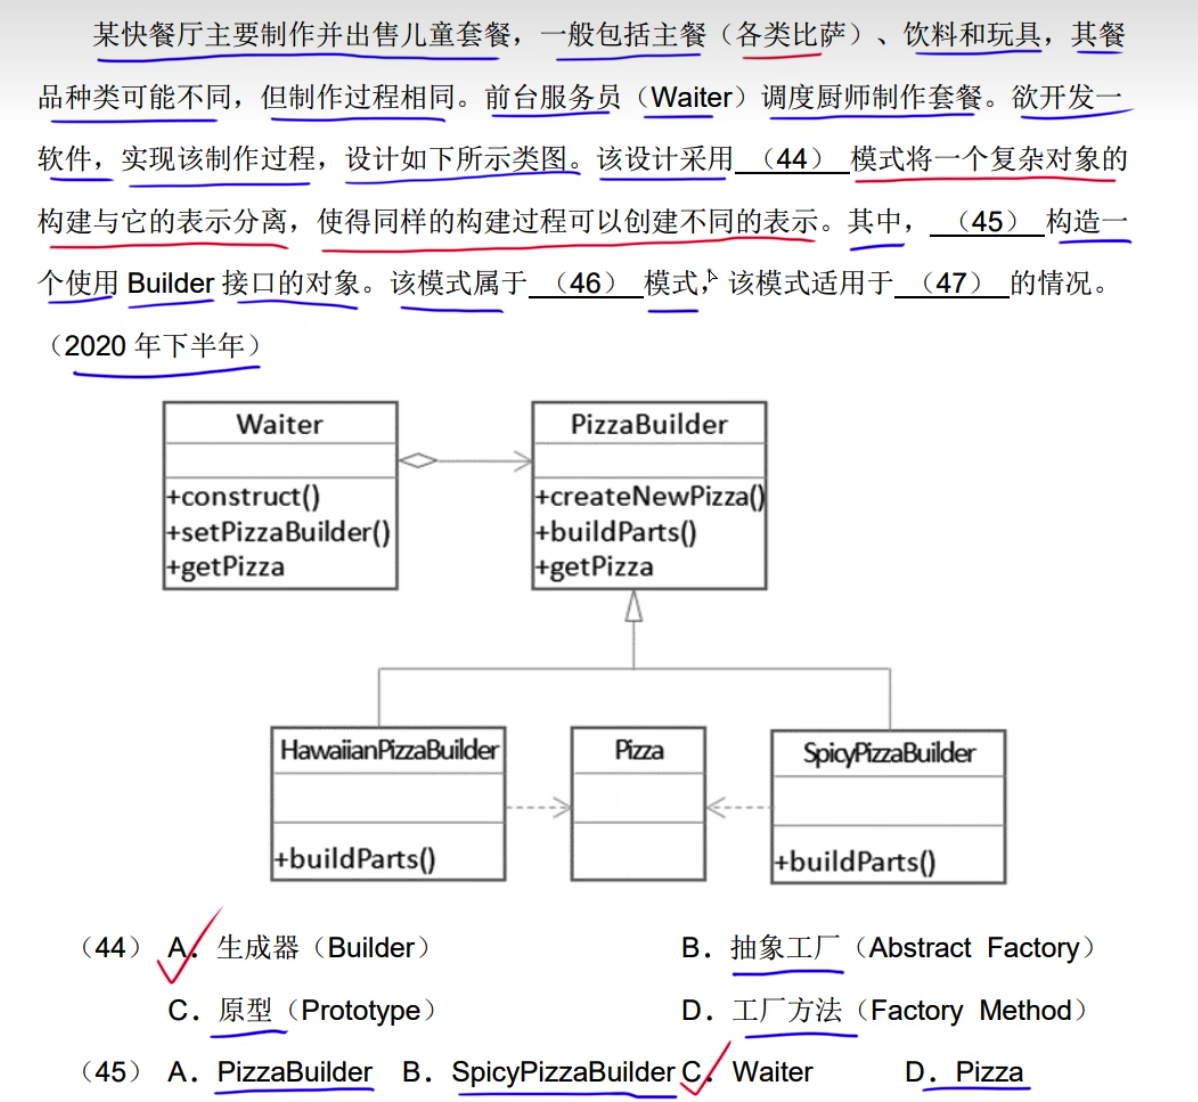 某快餐厅主要制作并出售儿童套餐，一般包括主餐（各类比萨）、饮料和玩具，其餐
品种类可能不同，但制作过程相同。前台服务员（Waiter）调度厨师制作套餐。欲开发一
软件，实现该制作过程，设计如下所示类图。该设计采用 （44） 模式将一个复杂对象的
构建与它的表示分离，使得同样的构建过程可以创建不同的表示。其中， （45） 构造一
个使用 Builder 接口的对象。该模式属于 （46） 模式，该模式适用于 （47） 的情况。
（2020 年下半年）
Waiter
+construct()
+setPizzaBuilder()
+getPizza
PizzaBuilder
+createNewPizza()
+buildParts()
+getPizza
HawaiianPizzaBuilder
+buildParts()
Pizza
SpicyPizzaBuilder
+buildParts()
（44） A．生成器（Builder） B．抽象工厂（Abstract Factory）
C．原型（Prototype） D．工厂方法（Factory Method）
（45） A．PizzaBuilder B．SpicyPizzaBuilder C．Waiter D．Pizza